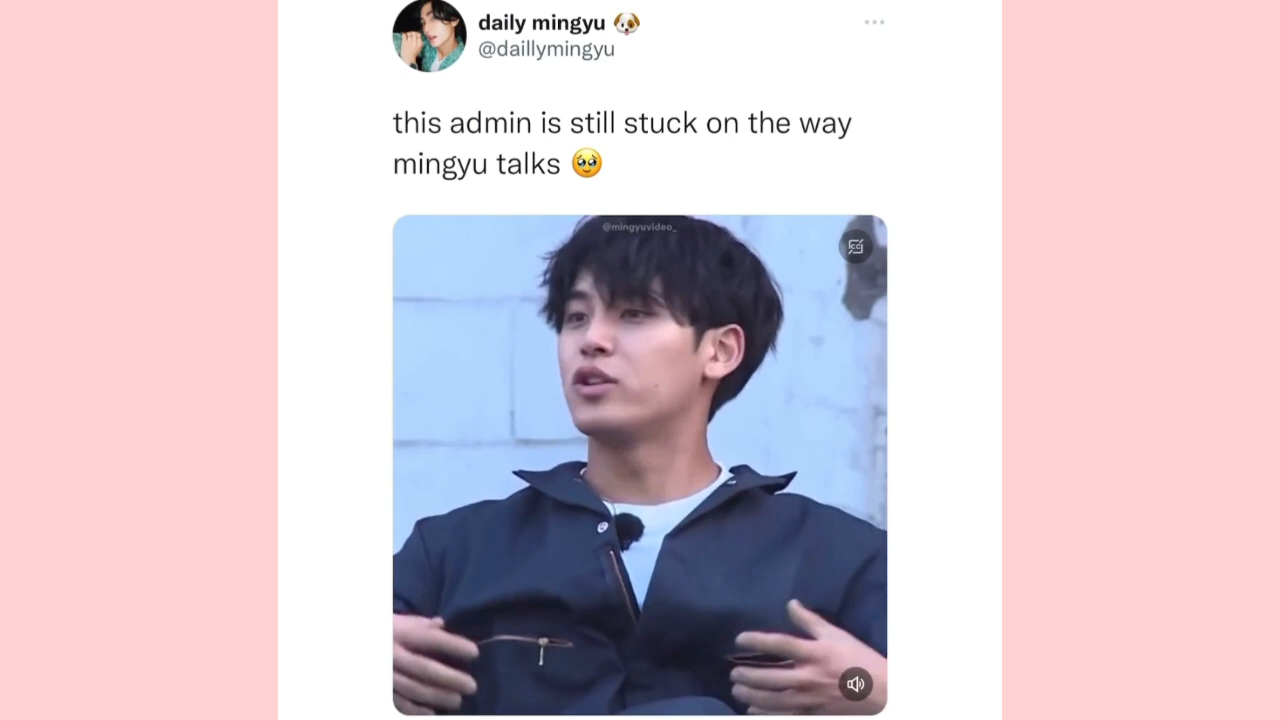 daily mingyu 🐶
@daillymingyu
this admin is still stuck on the way
mingyu talks 🥹
@mingyuvideo_